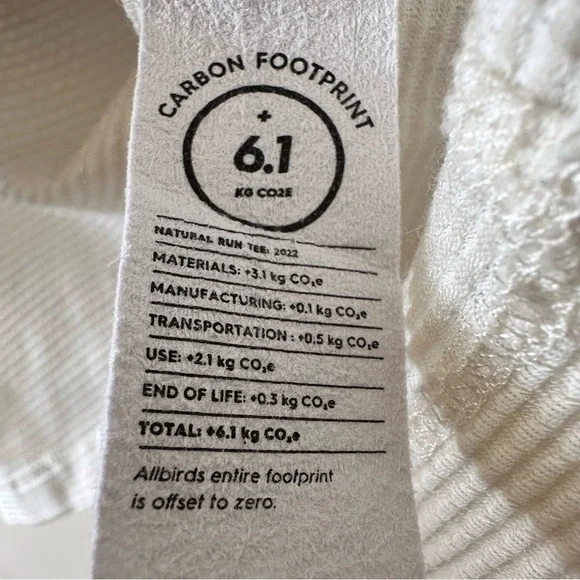 CARBON FOOTPRINT
+
6.1
KG CO2E
NATURAL RUN TEE: 2022
MATERIALS: +3.1 kg CO₂e
MANUFACTURING: +0.1 kg CO₂e
TRANSPORTATION : +0.5 kg CO₂e
USE: +2.1 kg CO₂e
END OF LIFE: +0.3 kg CO₂e
TOTAL: +6.1 kg CO₂e
Allbirds entire footprint
is offset to zero.